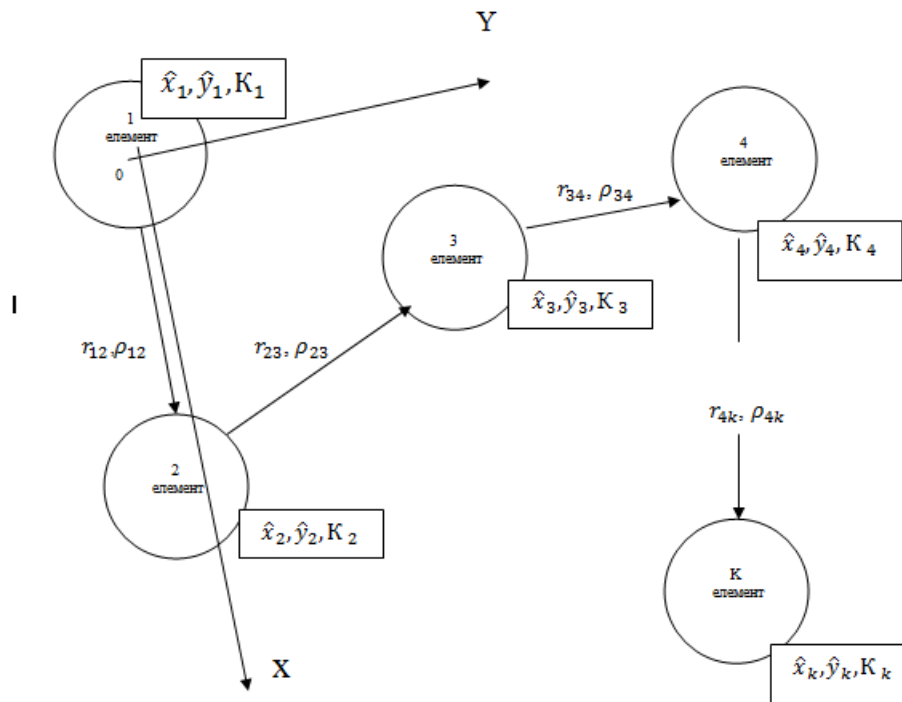 Y
x̂₁, ŷ₁, К₁
1
елемент
0
4
елемент
r₃₄, ρ₃₄
3
елемент
x̂₄, ŷ₄, К₄
x̂₃, ŷ₃, К₃
r₁₂,ρ₁₂
r₂₃, ρ₂₃
r₄ₖ, ρ₄ₖ
2
елемент
x̂₂, ŷ₂, К₂
К
елемент
X
x̂ₖ, ŷₖ, Кₖ